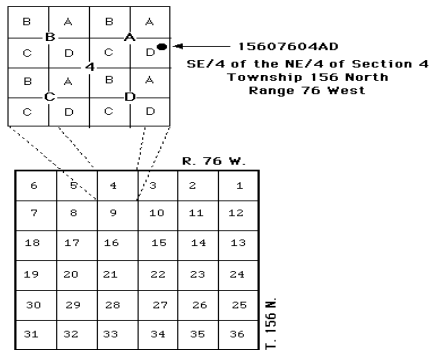 B A B A
B A
C D C D
15607604AD
SE/4 of the NE/4 of Section 4
Township 156 North
Range 76 West
4
B A B A
C D
C D C D
R. 76 W.
6 5 4 3 2 1
7 8 9 10 11 12
18 17 16 15 14 13
19 20 21 22 23 24
30 29 28 27 26 25
31 32 33 34 35 36
T. 156 N.